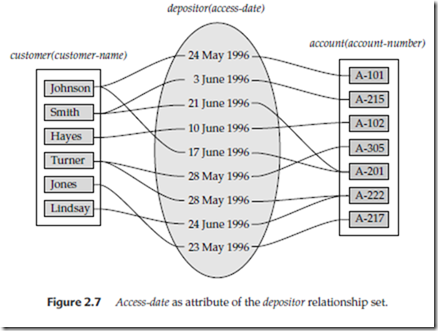 depositor(access-date)
customer(customer-name)
account(account-number)
Johnson
Smith
Hayes
Turner
Jones
Lindsay
24 May 1996
3 June 1996
21 June 1996
10 June 1996
17 June 1996
28 May 1996
28 May 1996
24 June 1996
23 May 1996
A-101
A-215
A-102
A-305
A-201
A-222
A-217
Figure 2.7 Access-date as attribute of the depositor relationship set.